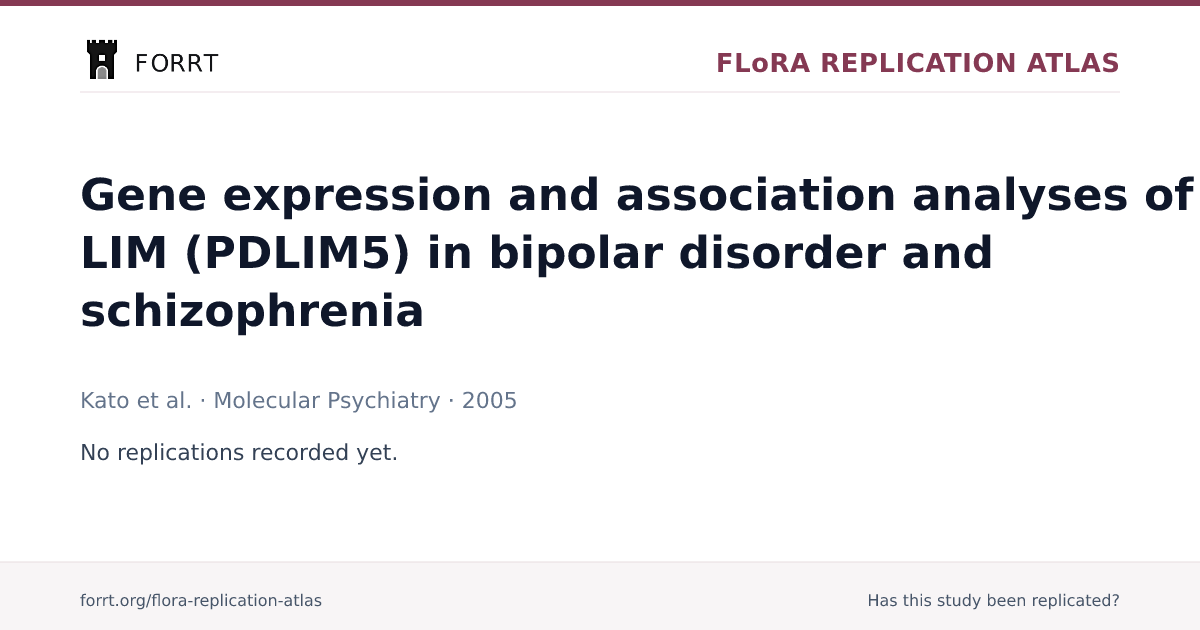 FORRT
FLoRA REPLICATION ATLAS
Gene expression and association analyses of
LIM (PDLIM5) in bipolar disorder and
schizophrenia
Kato et al. · Molecular Psychiatry · 2005
No replications recorded yet.
forrt.org/flora-replication-atlas
Has this study been replicated?